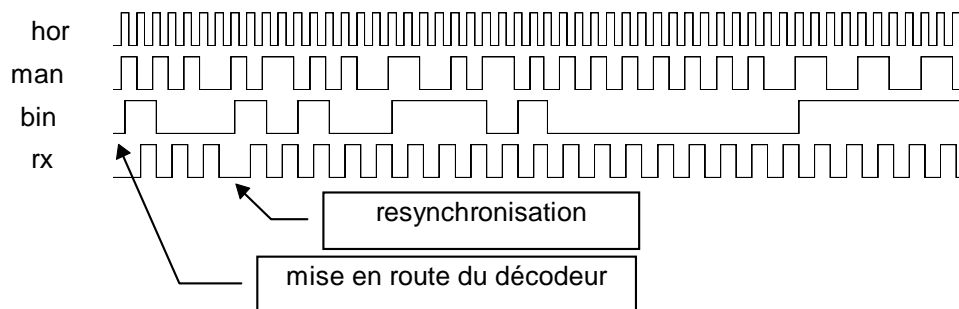 hor
man
bin
rx
resynchronisation
mise en route du décodeur